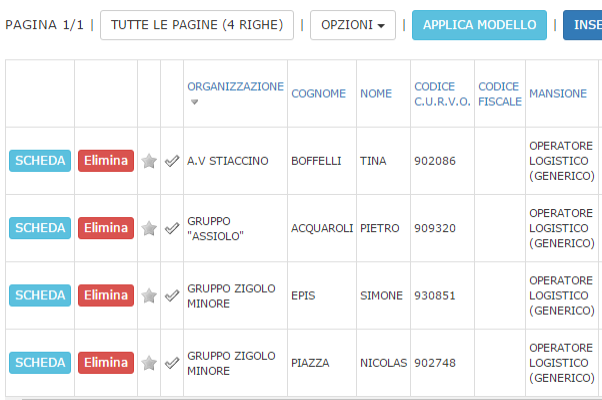 PAGINA 1/1 | TUTTE LE PAGINE (4 RIGHE) | OPZIONI | APPLICA MODELLO | INSE
ORGANIZZAZIONE COGNOME NOME CODICE C.U.R.V.O. CODICE FISCALE MANSIONE
SCHEDA Elimina A.V STIACCINO BOFFELLI TINA 902086 OPERATORE LOGISTICO (GENERICO)
SCHEDA Elimina GRUPPO "ASSIOLO" ACQUAROLI PIETRO 909320 OPERATORE LOGISTICO (GENERICO)
SCHEDA Elimina GRUPPO ZIGOLO MINORE EPIS SIMONE 930851 OPERATORE LOGISTICO (GENERICO)
SCHEDA Elimina GRUPPO ZIGOLO MINORE PIAZZA NICOLAS 902748 OPERATORE LOGISTICO (GENERICO)